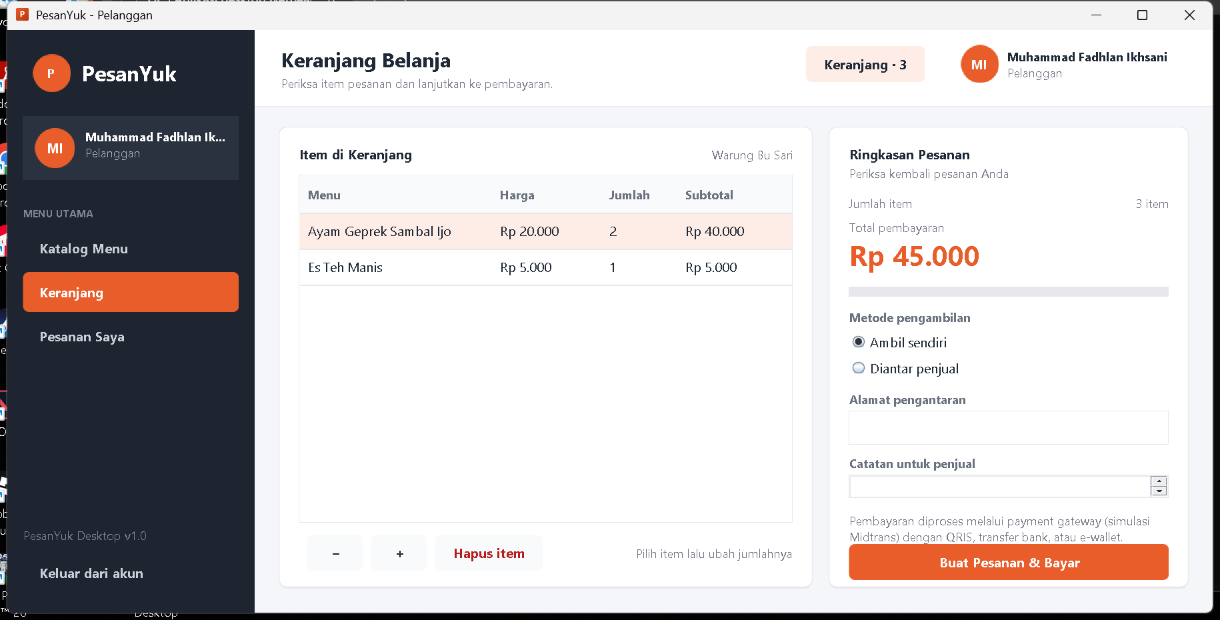 P PesanYuk - Pelanggan
P PesanYuk
MI Muhammad Fadhlan Ik...
Pelanggan
MENU UTAMA
Katalog Menu
Keranjang
Pesanan Saya
PesanYuk Desktop v1.0
Keluar dari akun
Keranjang Belanja
Periksa item pesanan dan lanjutkan ke pembayaran.
Keranjang · 3
MI Muhammad Fadhlan Ikhsani
Pelanggan
Item di Keranjang Warung Bu Sari
Menu Harga Jumlah Subtotal
Ayam Geprek Sambal Ijo Rp 20.000 2 Rp 40.000
Es Teh Manis Rp 5.000 1 Rp 5.000
− + Hapus item Pilih item lalu ubah jumlahnya
Ringkasan Pesanan
Periksa kembali pesanan Anda
Jumlah item 3 item
Total pembayaran
Rp 45.000
Metode pengambilan
Ambil sendiri
Diantar penjual
Alamat pengantaran
Catatan untuk penjual
Pembayaran diproses melalui payment gateway (simulasi
Midtrans) dengan QRIS, transfer bank, atau e-wallet.
Buat Pesanan & Bayar